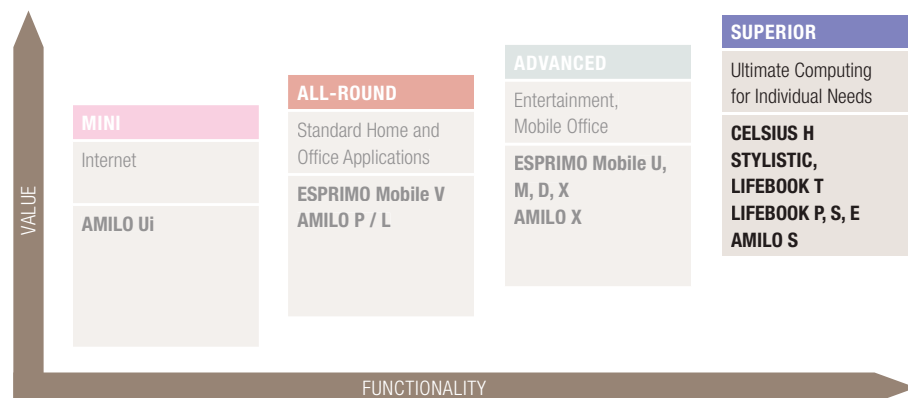 SUPERIOR
Ultimate Computing
for Individual Needs
CELSIUS H
STYLISTIC,
LIFEBOOK T
LIFEBOOK P, S, E
AMILO S
ADVANCED
Entertainment,
Mobile Office
ESPRIMO Mobile U,
M, D, X
AMILO X
ALL-ROUND
Standard Home and
Office Applications
ESPRIMO Mobile V
AMILO P / L
MINI
Internet
AMILO Ui
VALUE
FUNCTIONALITY